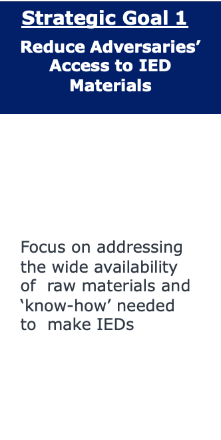 Strategic Goal 1
Reduce Adversaries’
Access to IED
Materials
Focus on addressing
the wide availability
of  raw materials and
‘know-how’ needed
to  make IEDs